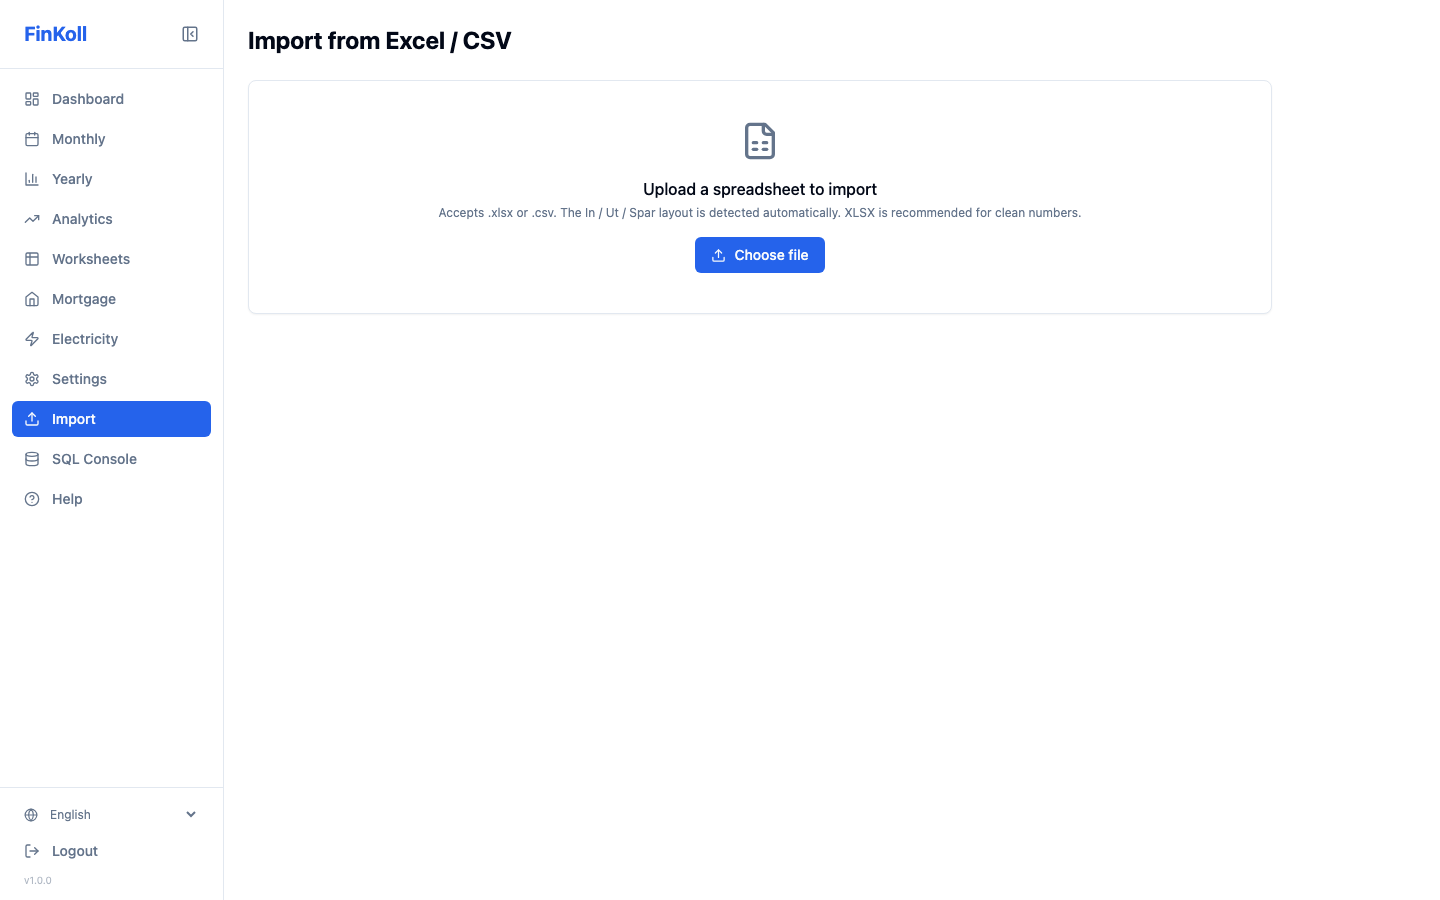 FinKoll
Dashboard
Monthly
Yearly
Analytics
Worksheets
Mortgage
Electricity
Settings
Import
SQL Console
Help
English
Logout
v1.0.0
Import from Excel / CSV
Upload a spreadsheet to import
Accepts .xlsx or .csv. The In / Ut / Spar layout is detected automatically. XLSX is recommended for clean numbers.
Choose file